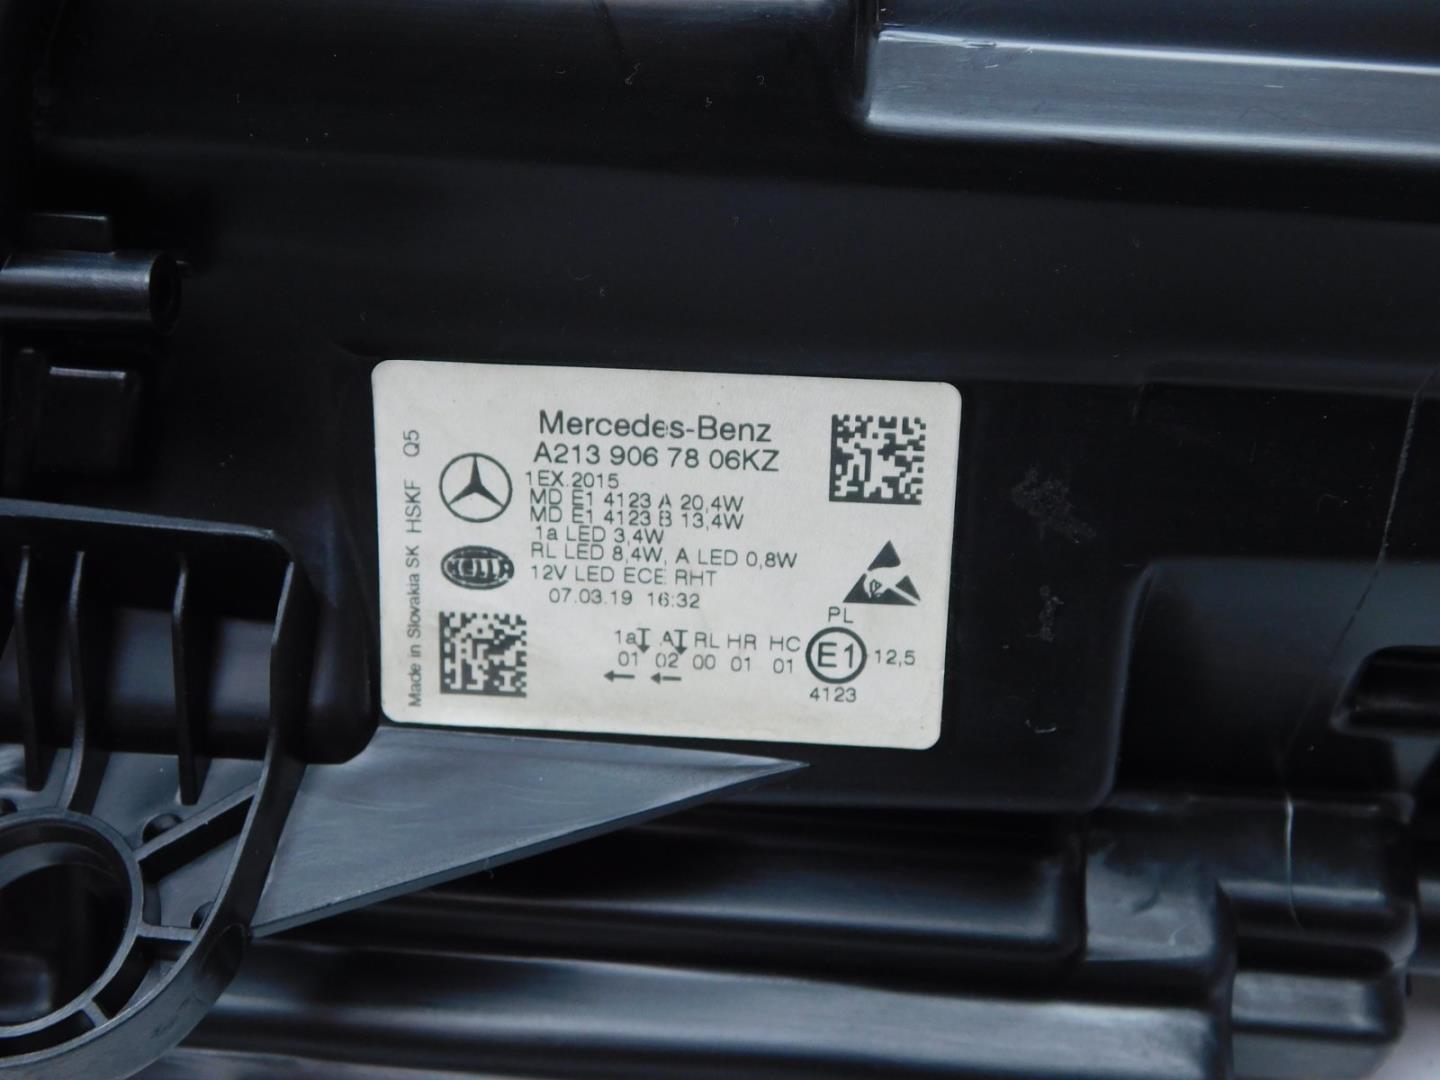 Mercedes-Benz
A213 906 78 06KZ
1EX.2015
MD E1 4123 A 20,4W
MD E1 4123 B 13,4W
1a LED 3,4W
RL LED 8,4W, A LED 0,8W
12V LED ECE RHT
07.03.19 16:32
HELLA
Made in Slovakia SK HSKF Q5
1a A RL HR HC
01 02 00 01 01
PL
E1 12,5
4123